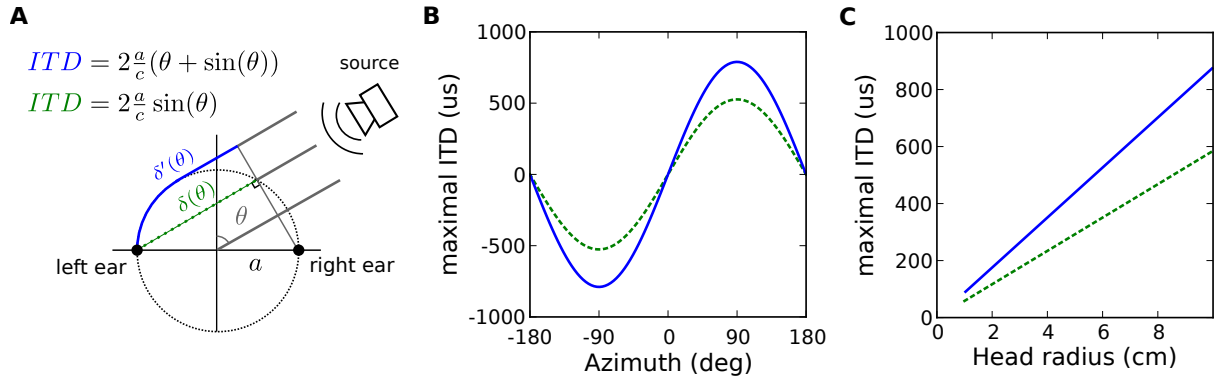 A
ITD = 2 a/c (θ + sin(θ))
ITD = 2 a/c sin(θ)
source
δ'(θ)
δ(θ)
θ
left ear
a
right ear
B
maximal ITD (us)
1000
500
0
-500
-1000
-180
-90
0
90
180
Azimuth (deg)
C
maximal ITD (us)
1000
800
600
400
200
0
0
2
4
6
8
Head radius (cm)